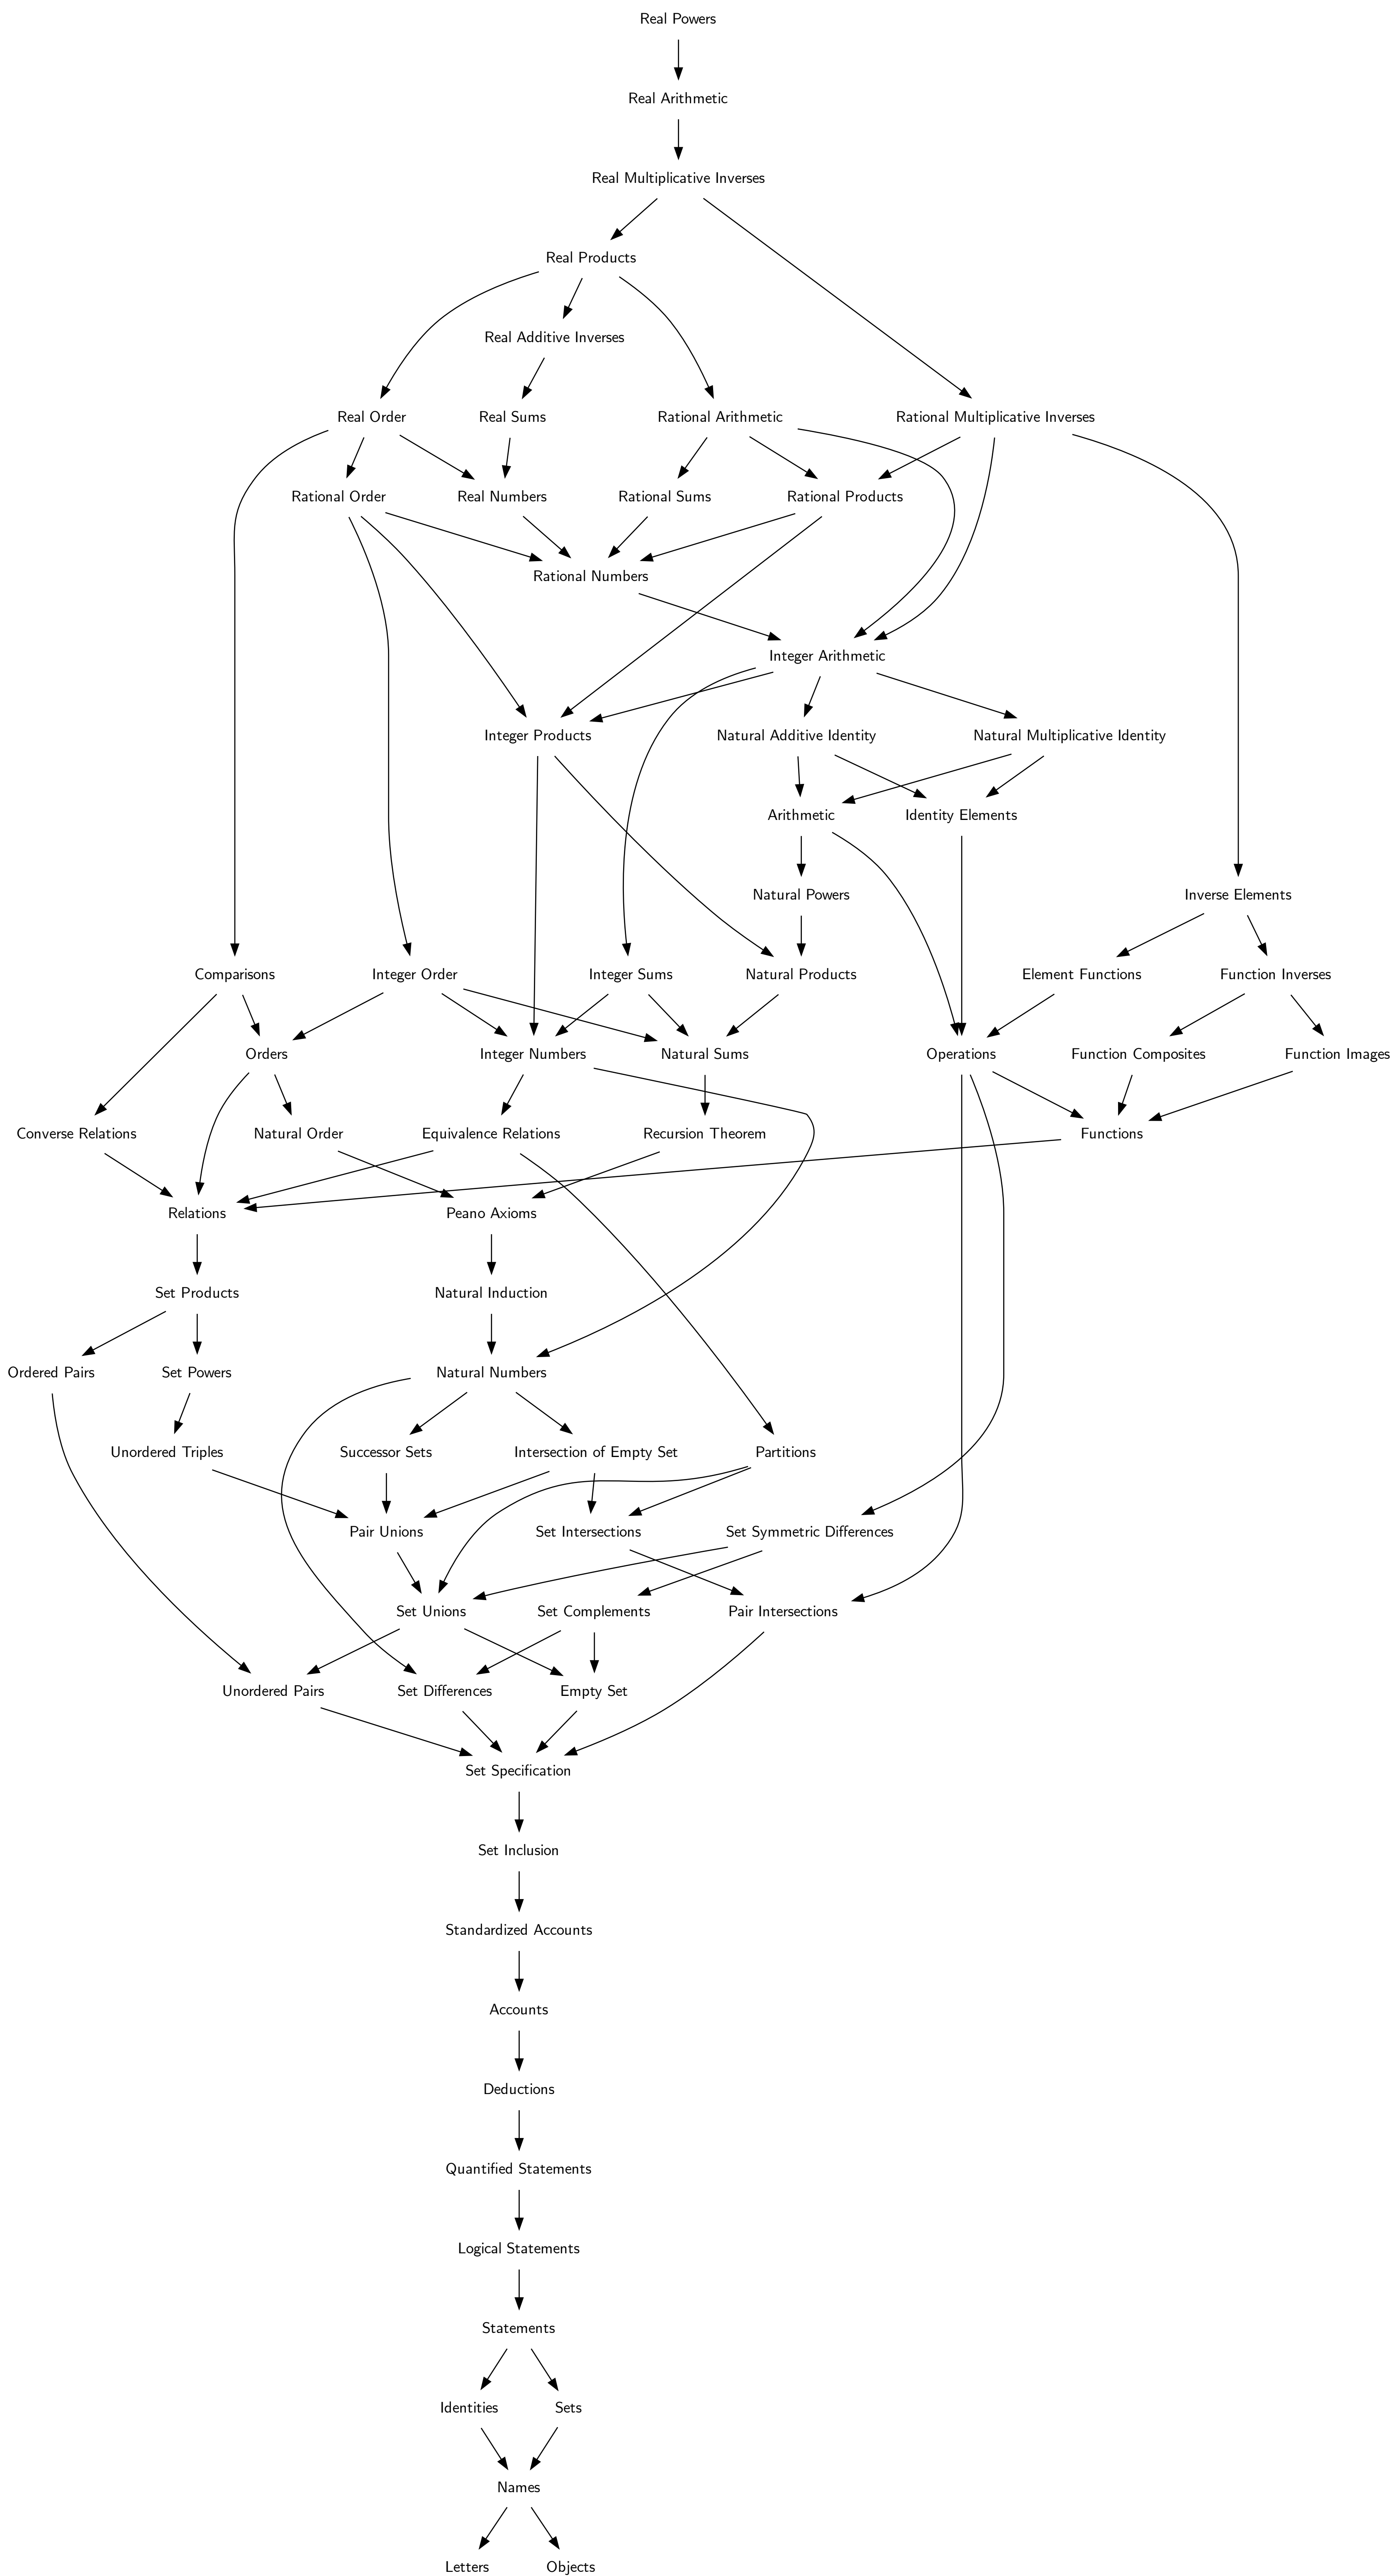 Real Powers
Real Arithmetic
Real Multiplicative Inverses
Real Products
Real Additive Inverses
Real Order
Real Sums
Rational Arithmetic
Rational Multiplicative Inverses
Rational Order
Real Numbers
Rational Sums
Rational Products
Rational Numbers
Integer Arithmetic
Integer Products
Natural Additive Identity
Natural Multiplicative Identity
Arithmetic
Identity Elements
Natural Powers
Inverse Elements
Comparisons
Integer Order
Integer Sums
Natural Products
Element Functions
Function Inverses
Orders
Integer Numbers
Natural Sums
Operations
Function Composites
Function Images
Converse Relations
Natural Order
Equivalence Relations
Recursion Theorem
Functions
Relations
Peano Axioms
Set Products
Natural Induction
Ordered Pairs
Set Powers
Natural Numbers
Unordered Triples
Successor Sets
Intersection of Empty Set
Partitions
Pair Unions
Set Intersections
Set Symmetric Differences
Set Unions
Set Complements
Pair Intersections
Unordered Pairs
Set Differences
Empty Set
Set Specification
Set Inclusion
Standardized Accounts
Accounts
Deductions
Quantified Statements
Logical Statements
Statements
Identities
Sets
Names
Letters
Objects